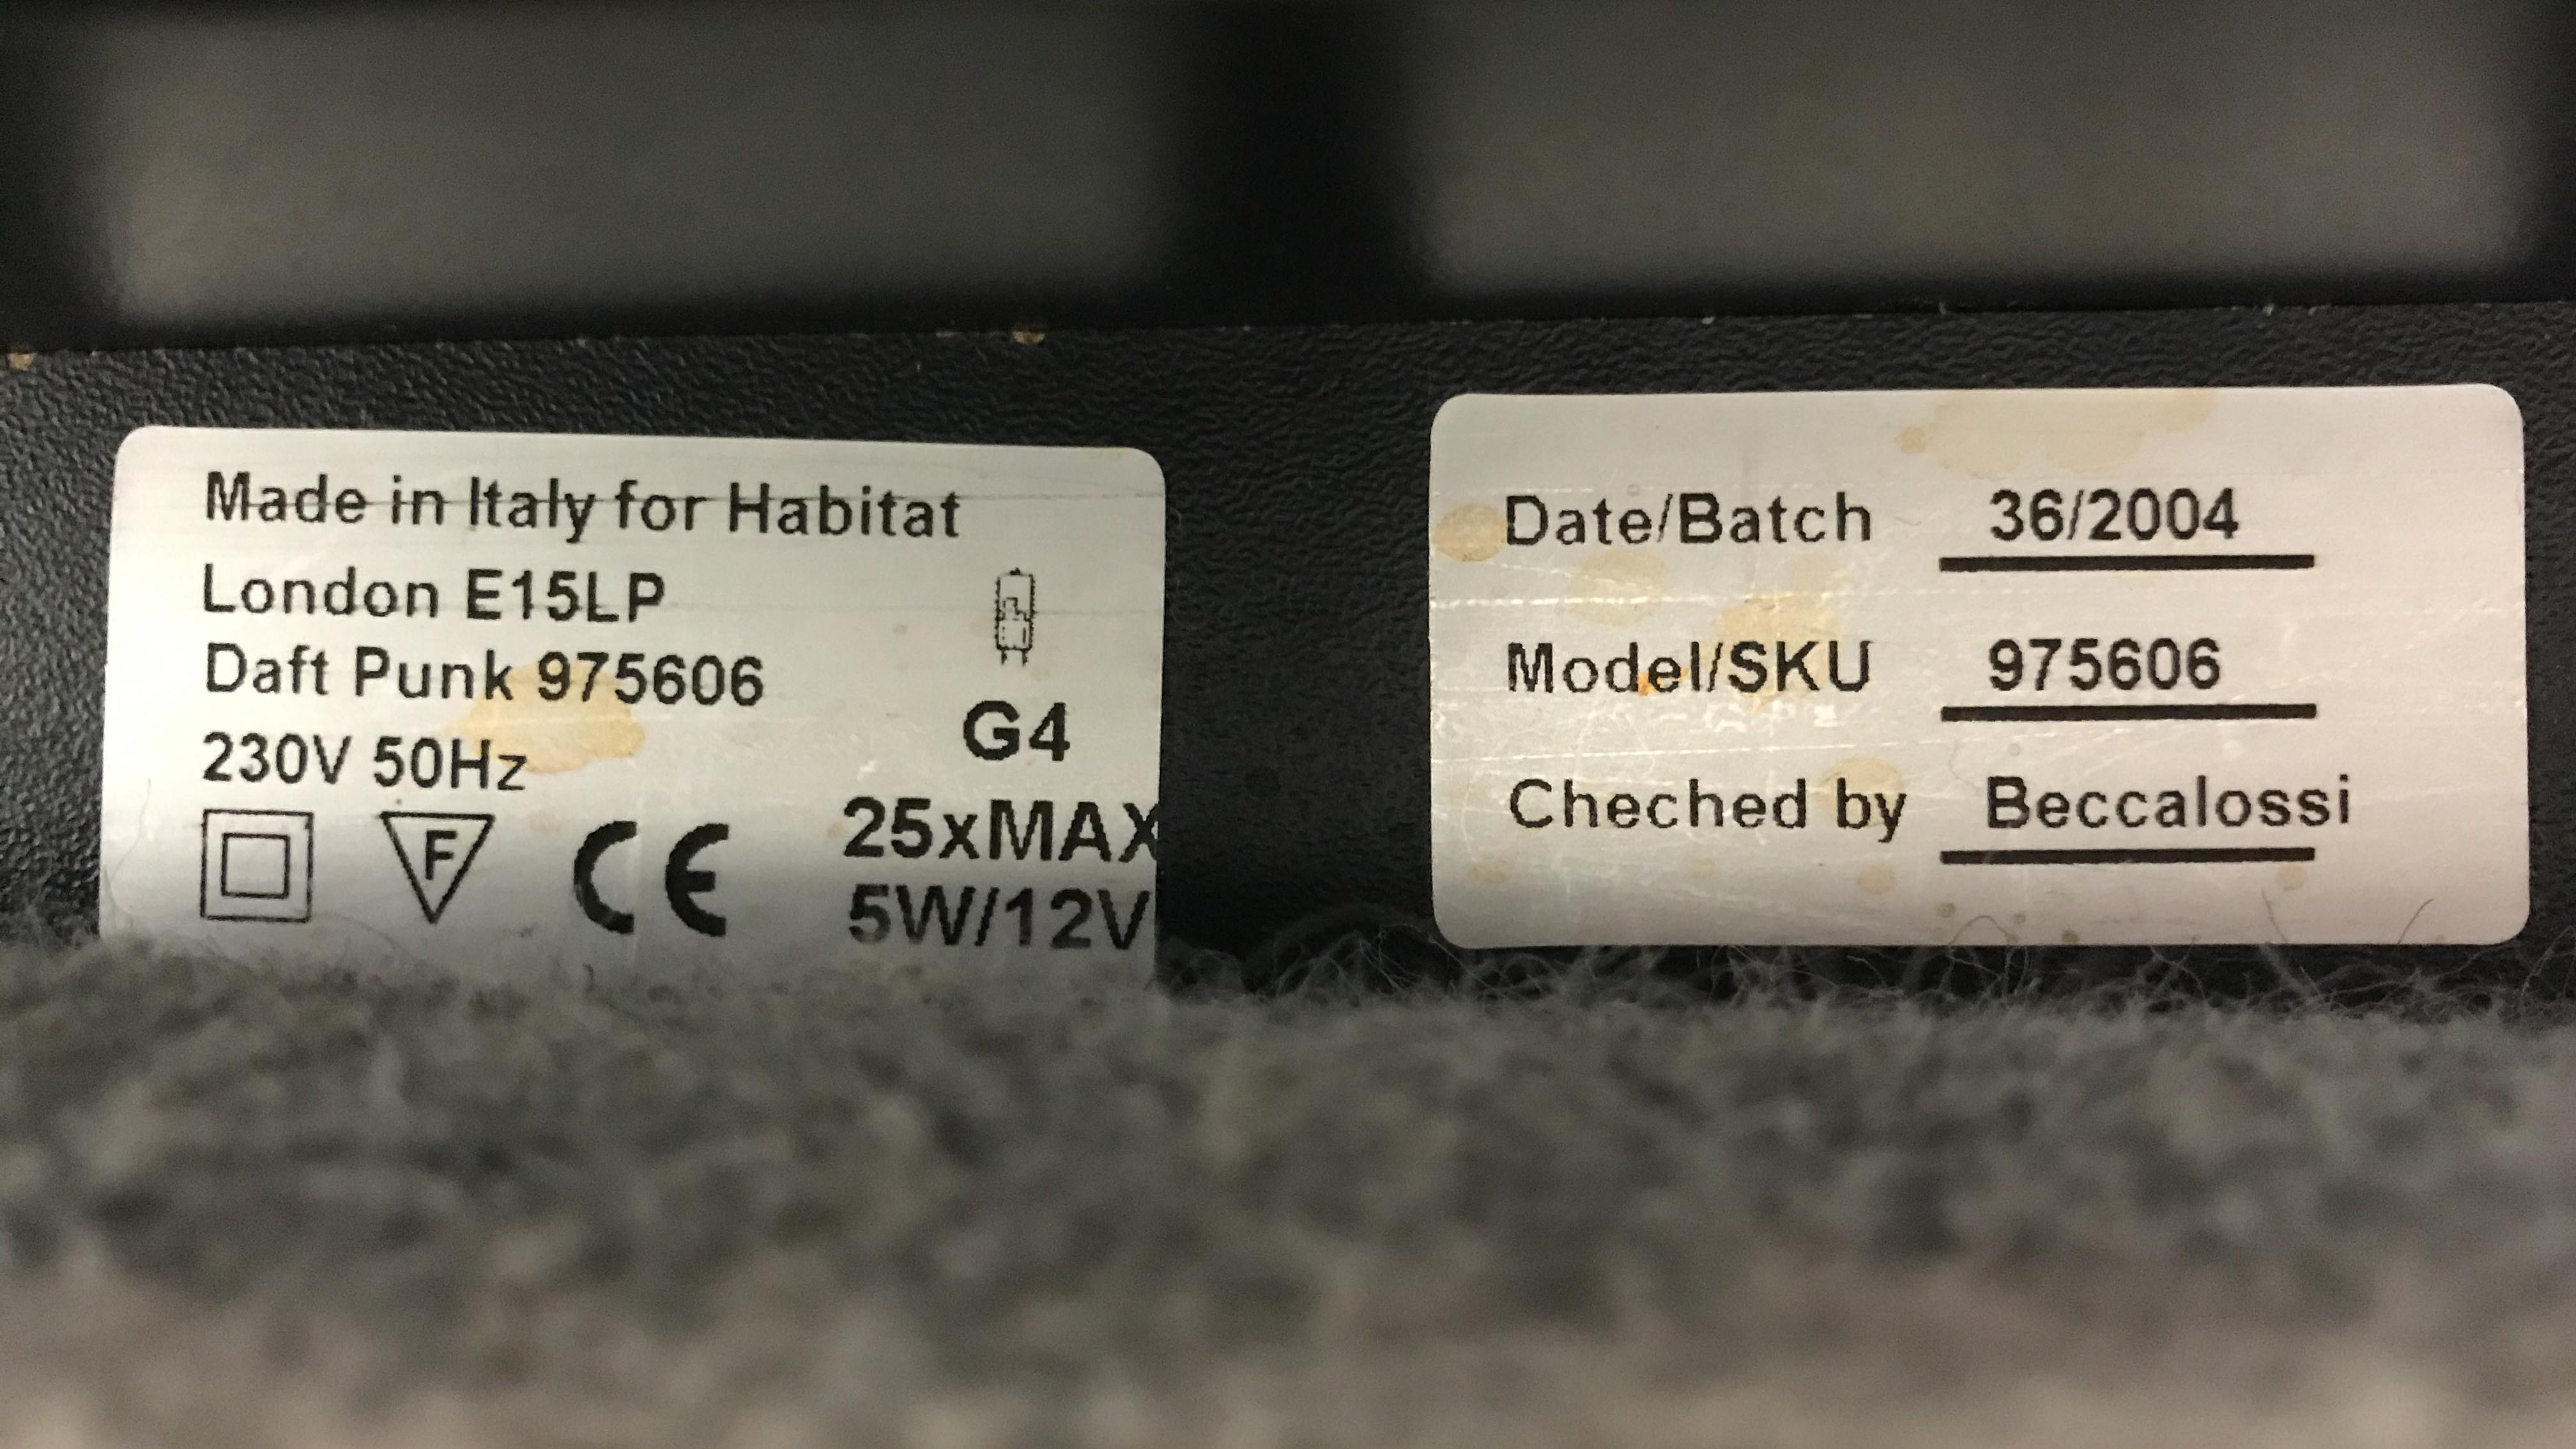 Made in Italy for Habitat
London E15LP
Daft Punk 975606
230V 50Hz
F
CE
G4
25xMAX
5W/12V
Date/Batch 36/2004
Model/SKU 975606
Cheched by Beccalossi